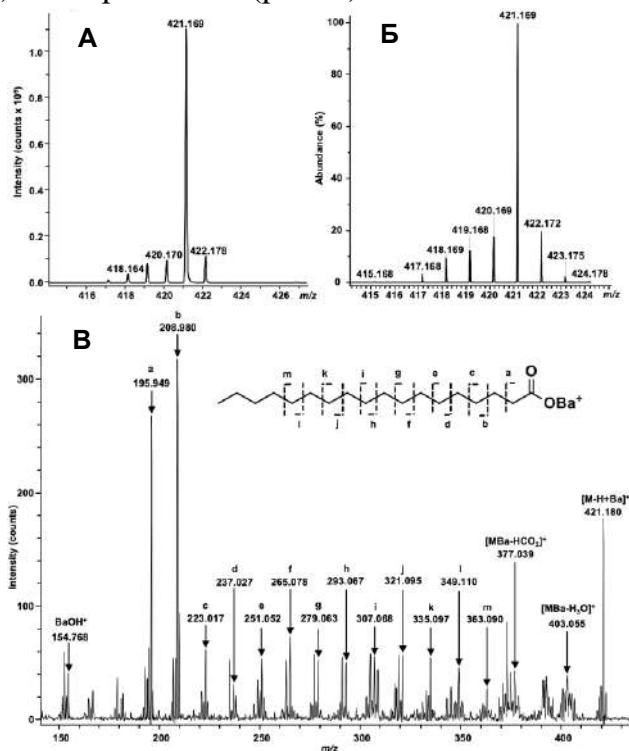 А
421.169
1.0
0.8
0.6
0.4
0.2
0.0
Intensity (counts x 10⁵)
418.164
420.170
422.178
416
418
420
422
424
426
m/z
Б
421.169
100
80
60
40
20
0
Abundance (%)
415.168
417.168
418.169
419.168
420.169
422.172
423.175
424.178
415
416
417
418
419
420
421
422
423
424
m/z
В
300
200
100
0
Intensity (counts)
a
195.949
b
208.980
m k i g e c a
l j h f d b
O
OBa⁺
BaOH⁺
154.768
c
223.017
d
237.027
e
251.052
f
265.078
g
279.063
h
293.067
i
307.088
j
321.095
k
335.097
l
349.110
m
363.090
[MBa-HCO₂]⁺
377.039
[MBa-H₃O]⁺
403.055
[M-H+Ba]⁺
421.180
150
200
250
300
350
400
m/z